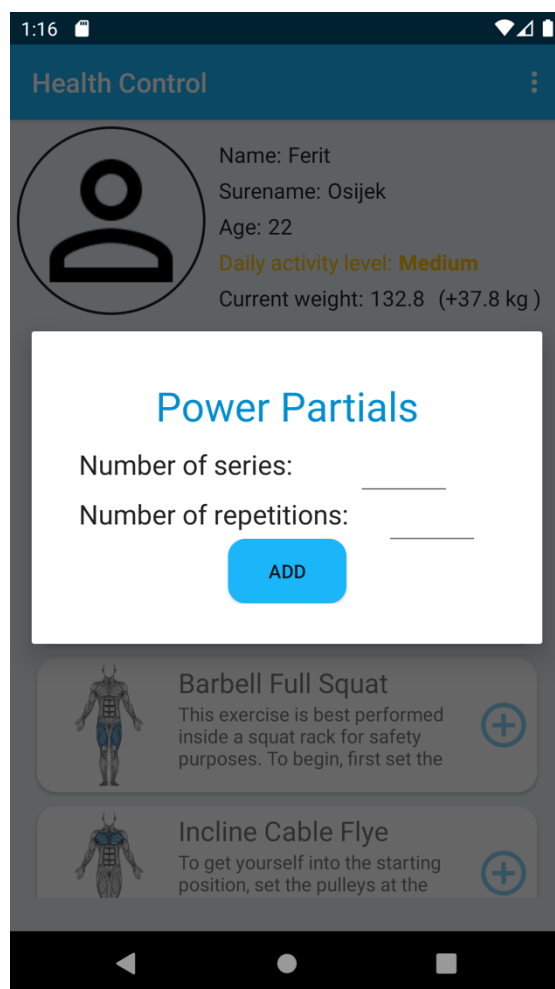 1:16
Health Control
Name: Ferit
Surename: Osijek
Age: 22
Daily activity level: Medium
Current weight: 132.8 (+37.8 kg )
Power Partials
Number of series:
Number of repetitions:
ADD
Barbell Full Squat
This exercise is best performed
inside a squat rack for safety
purposes. To begin, first set the
Incline Cable Flye
To get yourself into the starting
position, set the pulleys at the